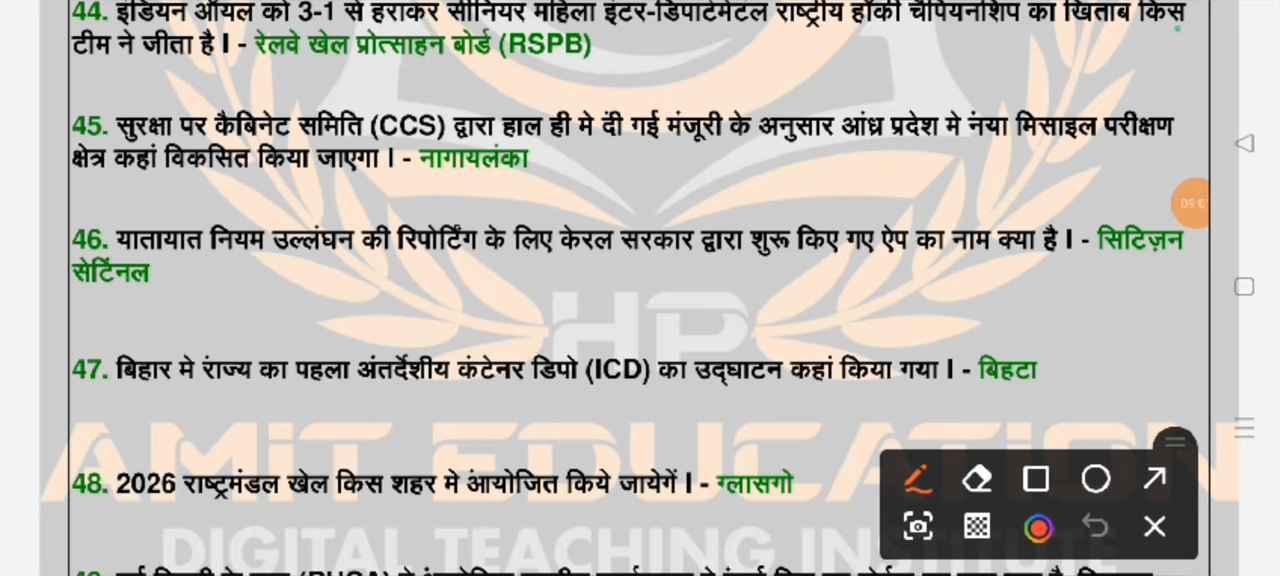 44. इंडियन ऑयल को 3-1 से हराकर सीनियर महिला इंटर-डिपार्टमेंटल राष्ट्रीय हॉकी चैंपियनशिप का खिताब किस
टीम ने जीता है I - रेलवे खेल प्रोत्साहन बोर्ड (RSPB)
45. सुरक्षा पर कैबिनेट समिति (CCS) द्वारा हाल ही मे दी गई मंजूरी के अनुसार आंध्र प्रदेश मे नया मिसाइल परीक्षण
क्षेत्र कहां विकसित किया जाएगा I - नागायलंका
46. यातायात नियम उल्लंघन की रिपोर्टिंग के लिए केरल सरकार द्वारा शुरू किए गए ऐप का नाम क्या है I - सिटिज़न
सेंटिनल
HP
47. बिहार मे राज्य का पहला अंतर्देशीय कंटेनर डिपो (ICD) का उद्घाटन कहां किया गया I - बिहटा
AMiT EDUCATiON
48. 2026 राष्ट्रमंडल खेल किस शहर मे आयोजित किये जायेगें I - ग्लासगो
DIGITAL TEACHING INSTITUTE